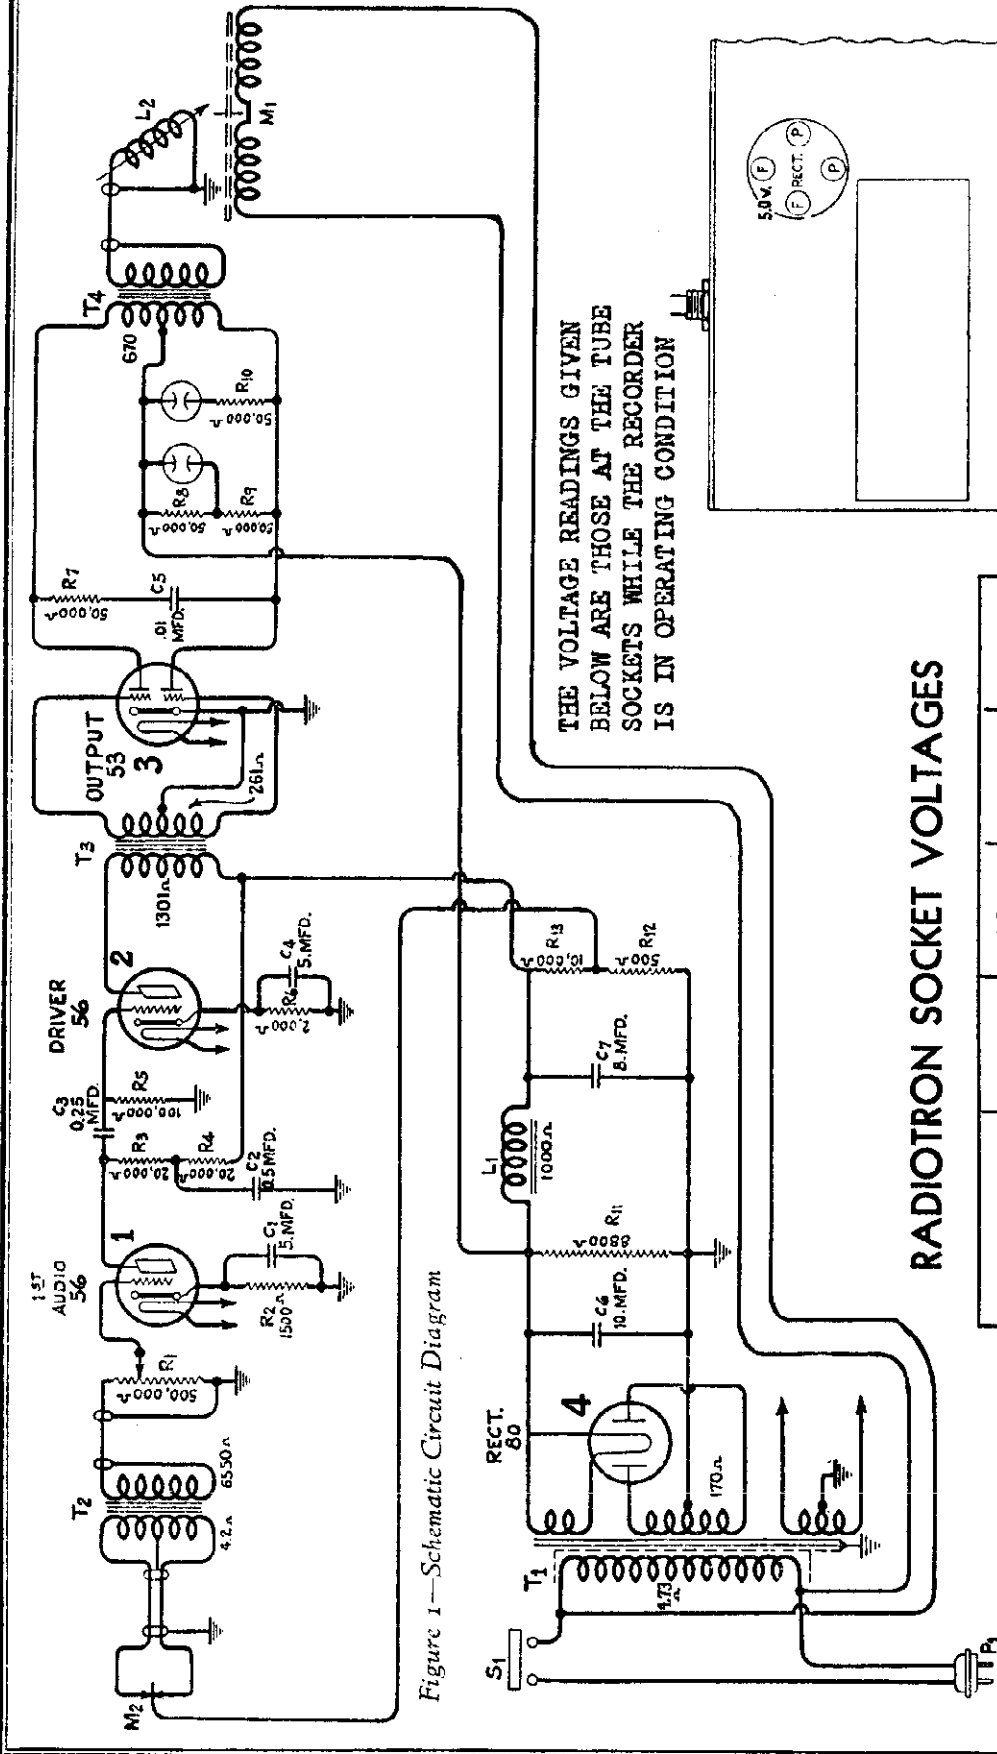 M2
T2
4.2Ω
6550Ω
R1
500,000Ω
1ST
AUDIO
56
1
R2
1500Ω
C1
5.MFD.
R3
20,000Ω
R4
20,000Ω
C2
0.5MFD.
C3
0.25
MFD.
R5
100,000Ω
DRIVER
56
2
R6
2,000Ω
C4
5.MFD.
T3
1301Ω
261Ω
OUTPUT
53
3
R7
50,000Ω
C5
.01
MFD.
R8
50,000Ω
R9
50,000Ω
R10
50,000Ω
T4
670
L2
M1
Figure 1—Schematic Circuit Diagram
S1
P1
T1
4.73
Ω
170Ω
RECT.
80
4
C6
10.MFD.
R11
8800Ω
L1
1000Ω
C7
8.MFD.
R13
10,000Ω
R12
500Ω
THE VOLTAGE READINGS GIVEN
BELOW ARE THOSE AT THE TUBE
SOCKETS WHILE THE RECORDER
IS IN OPERATING CONDITION
RADIOTRON SOCKET VOLTAGES
5.0 V.
F
F
RECT.
P
P